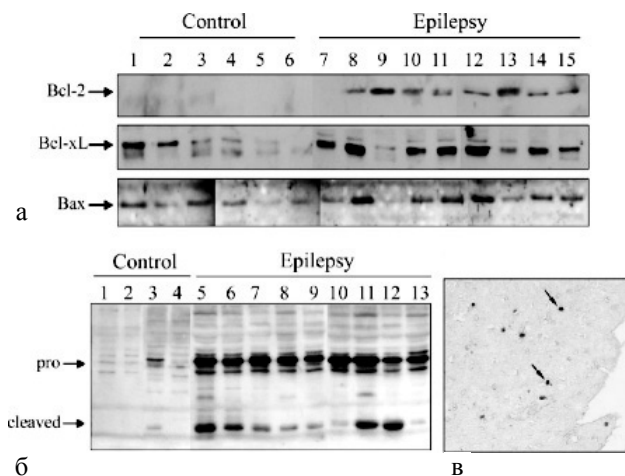 Control Epilepsy
1 2 3 4 5 6 7 8 9 10 11 12 13 14 15
Bcl-2
Bcl-xL
Bax
а
Control Epilepsy
1 2 3 4 5 6 7 8 9 10 11 12 13
pro
cleaved
б
в